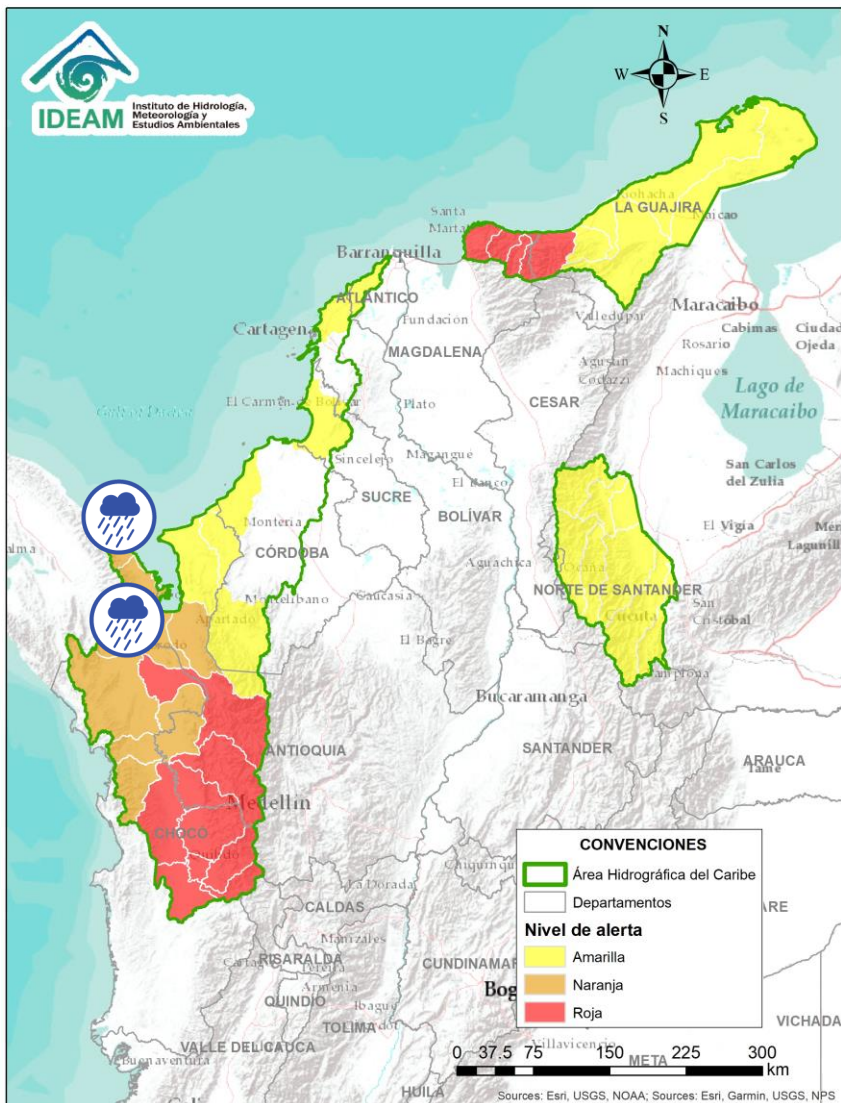 IDEAM
Instituto de Hidrología,
Meteorología y
Estudios Ambientales
N
W
E
S
LA GUAJIRA
Maicao
Santa
Marta
Barranquilla
ATLÁNTICO
Cartagena
Fundación
Valledupar
Maracaibo
Cabimas
Ciudad
Ojeda
Rosario
Machiques
MAGDALENA
Agustín
Codazzi
CESAR
Lago de
Maracaibo
El Carmen de Bolívar
Plato
Sincelejo
Magangue
San Carlos
del Zulia
SUCRE
El Banco
BOLÍVAR
Montería
CÓRDOBA
El Vigía
Aguachica
Ocaña
NORTE DE SANTANDER
Montelibano
Caucasia
Apartadó
Cúcuta
San
Cristóbal
El Bagre
Pamplona
Bucaramanga
ANTIOQUIA
SANTANDER
ARAUCA
Tame
Medellín
CHOCÓ
Quibdó
La Dorada
CALDAS
Manizales
RISARALDA
Pereira
Armenia
QUINDÍO
Ibague
TOLIMA
VALLE DEL CAUCA
Buenaventura
HUILA
Villavicencio
META
VICHADA
CONVENCIONES
Área Hidrográfica del Caribe
Departamentos
Nivel de alerta
Amarilla
Naranja
Roja
0 37.5 75 150 225 300
km
Sources: Esri, USGS, NOAA; Sources: Esri, Garmin, USGS, NPS